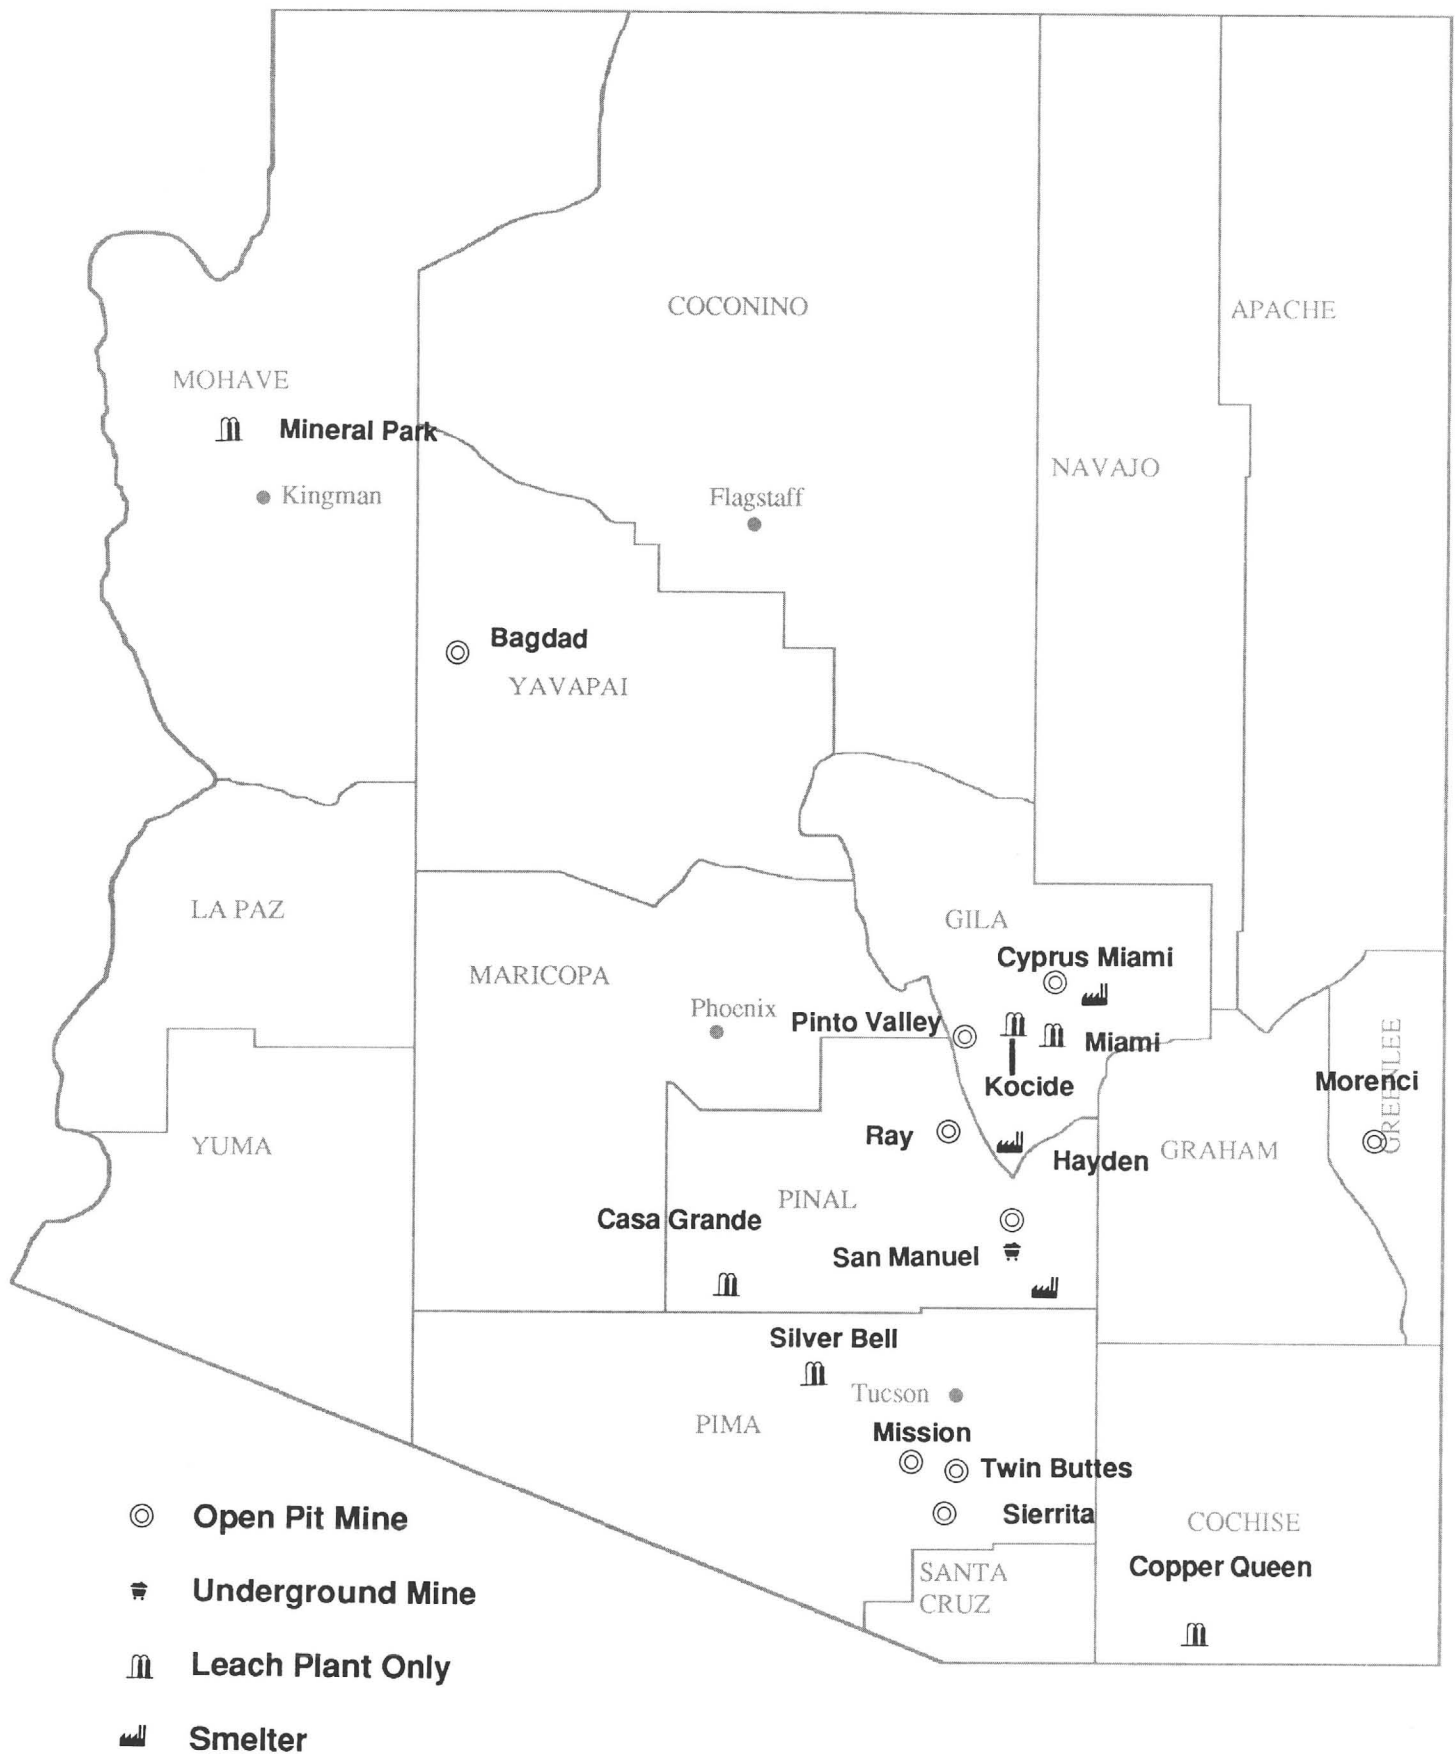 COCONINO
APACHE
MOHAVE
Mineral Park
NAVAJO
Kingman
Flagstaff
Bagdad
YAVAPAI
LA PAZ
GILA
Cyprus Miami
MARICOPA
Phoenix
Pinto Valley
Miami
Kocide
Morenci
GREENLEE
Ray
YUMA
Hayden
GRAHAM
PINAL
Casa Grande
San Manuel
Silver Bell
Tucson
PIMA
Mission
Twin Buttes
Sierrita
COCHISE
Copper Queen
SANTA
CRUZ
Open Pit Mine
Underground Mine
Leach Plant Only
Smelter